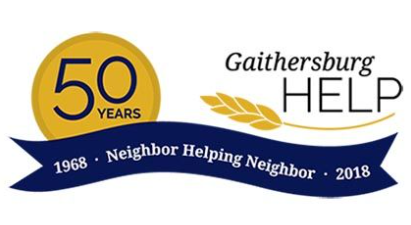 50
YEARS
Gaithersburg
HELP
1968 · Neighbor Helping Neighbor · 2018